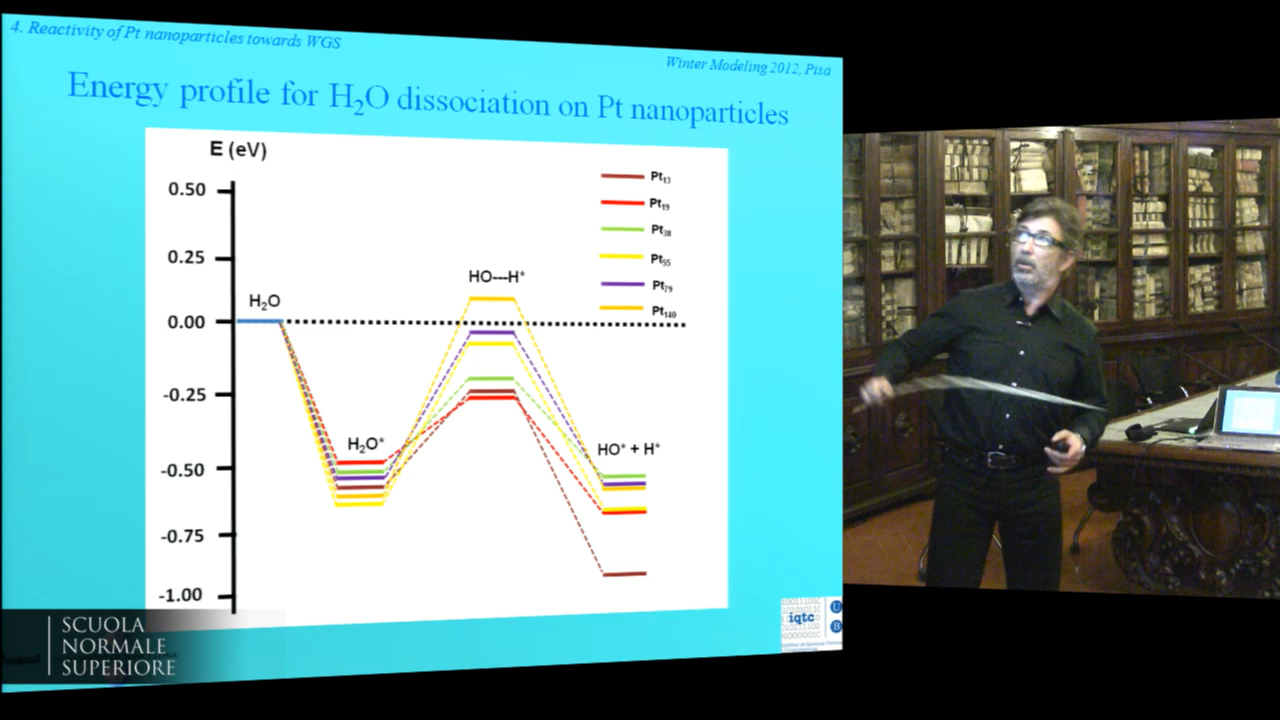 4. Reactivity of Pt nanoparticles towards WGS
Winter Modeling 2012, Pisa
Energy profile for H₂O dissociation on Pt nanoparticles
E (eV)
0.50
0.25
0.00
-0.25
-0.50
-0.75
-1.00
H₂O
H₂O*
HO---H*
HO* + H*
Pt₁₃
Pt₁₉
Pt₃₈
Pt₅₅
Pt₇₉
Pt₁₄₀
iqtc
U
B
SCUOLA
NORMALE
SUPERIORE